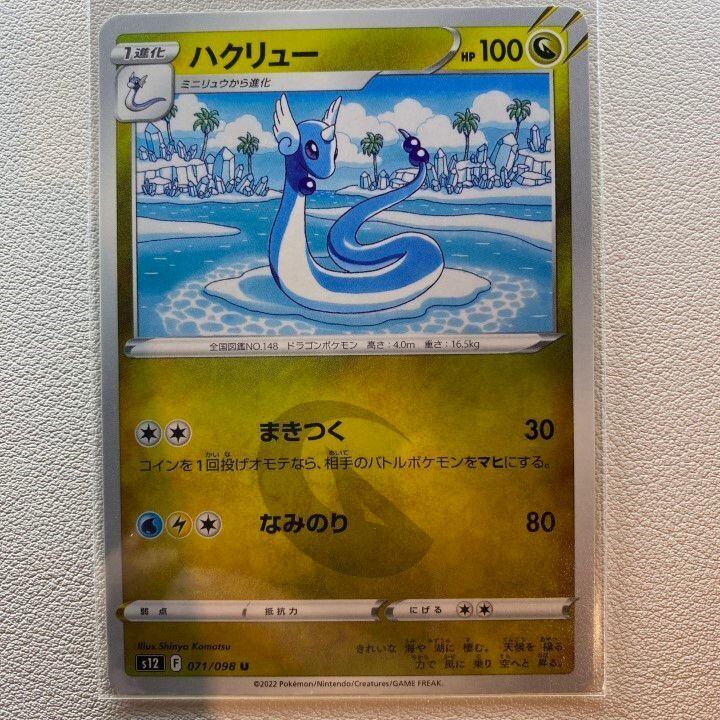 1進化
ハクリュー
HP 100
ミニリュウから進化
全国図鑑NO.148 ドラゴンポケモン 高さ:4.0m 重さ:16.5kg
まきつく 30
コインを1回投げオモテなら、相手のバトルポケモンをマヒにする。
なみのり 80
弱点 抵抗力 にげる
Illus. Shinya Komatsu
きれいな 海や 湖に 棲む。 天候を 操る
力で 風に 乗り 空へと 昇る。
s12 F 071/098 U
©2022 Pokémon/Nintendo/Creatures/GAME FREAK.